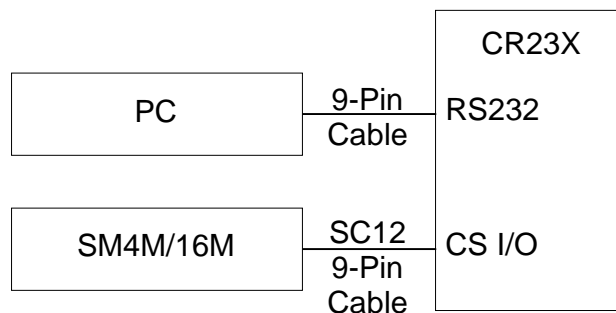 CR23X
PC
9-Pin
Cable
RS232
SM4M/16M
SC12
9-Pin
Cable
CS I/O